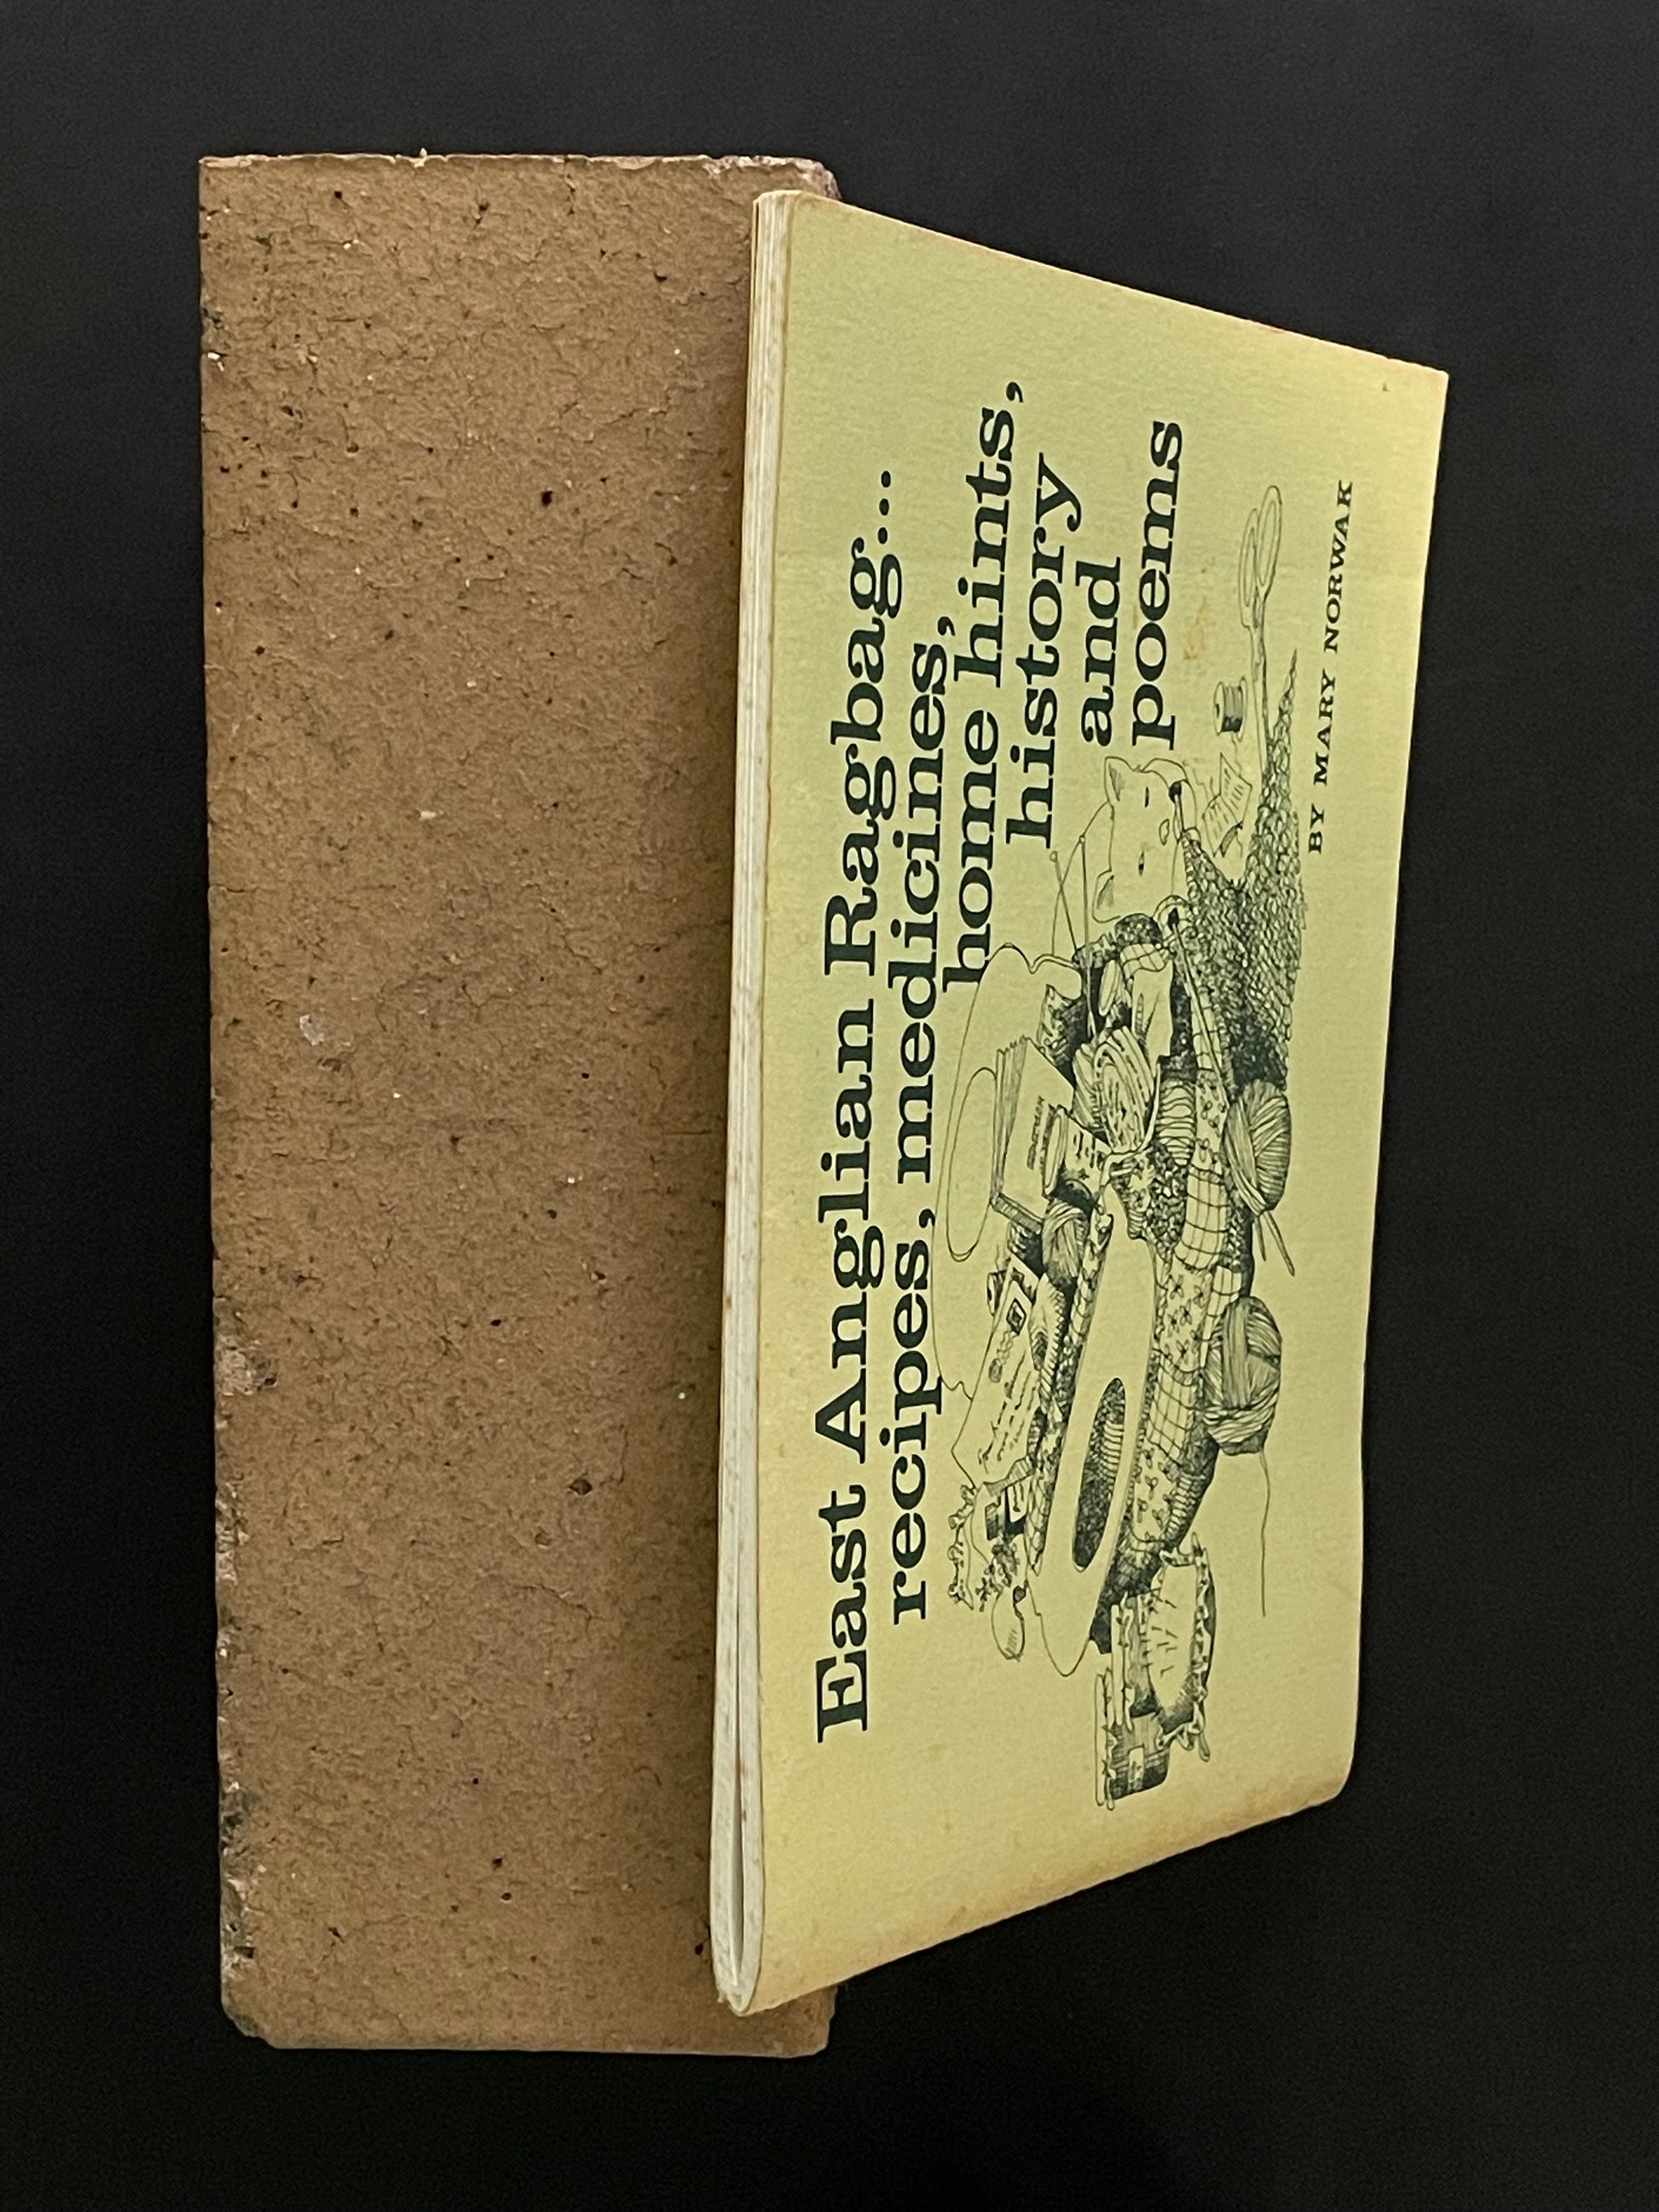 East Anglian Ragbag...
recipes, medicines,
home hints,
history
and
poems
BY MARY NORWAK